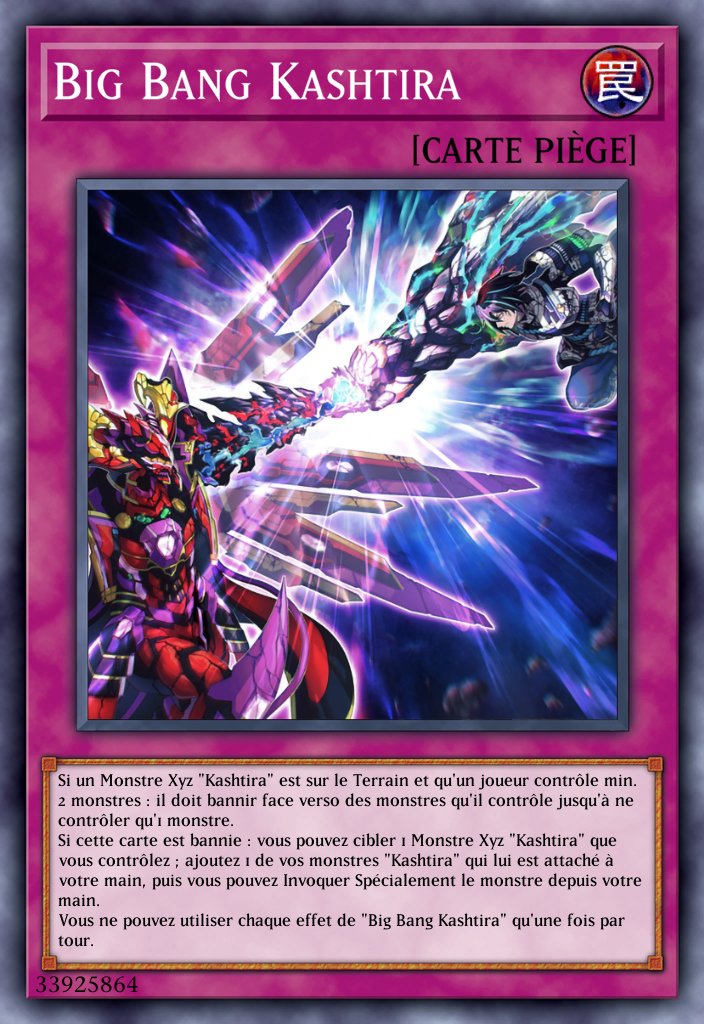 Big Bang Kashtira
罠
[CARTE PIÈGE]
Si un Monstre Xyz "Kashtira" est sur le Terrain et qu'un joueur contrôle min.
2 monstres : il doit bannir face verso des monstres qu'il contrôle jusqu'à ne
contrôler qu'1 monstre.
Si cette carte est bannie : vous pouvez cibler 1 Monstre Xyz "Kashtira" que
vous contrôlez ; ajoutez 1 de vos monstres "Kashtira" qui lui est attaché à
votre main, puis vous pouvez Invoquer Spécialement le monstre depuis votre
main.
Vous ne pouvez utiliser chaque effet de "Big Bang Kashtira" qu'une fois par
tour.
33925864